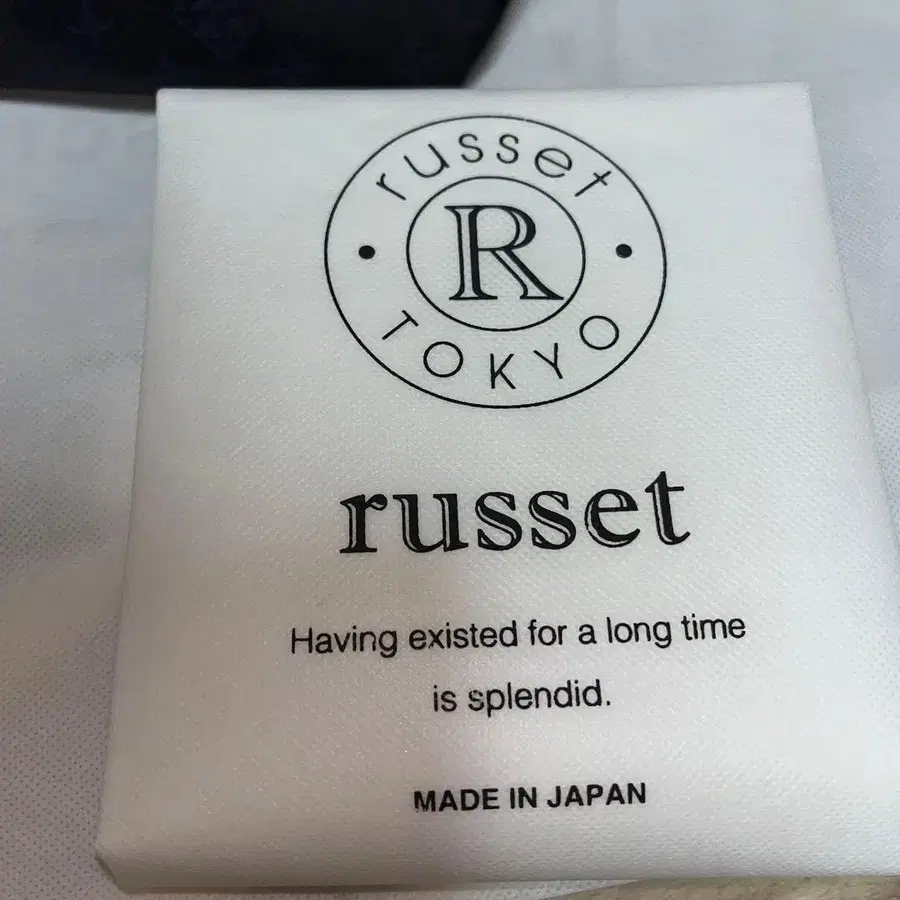 russet
R
TOKYO
russet
Having existed for a long time
is splendid.
MADE IN JAPAN